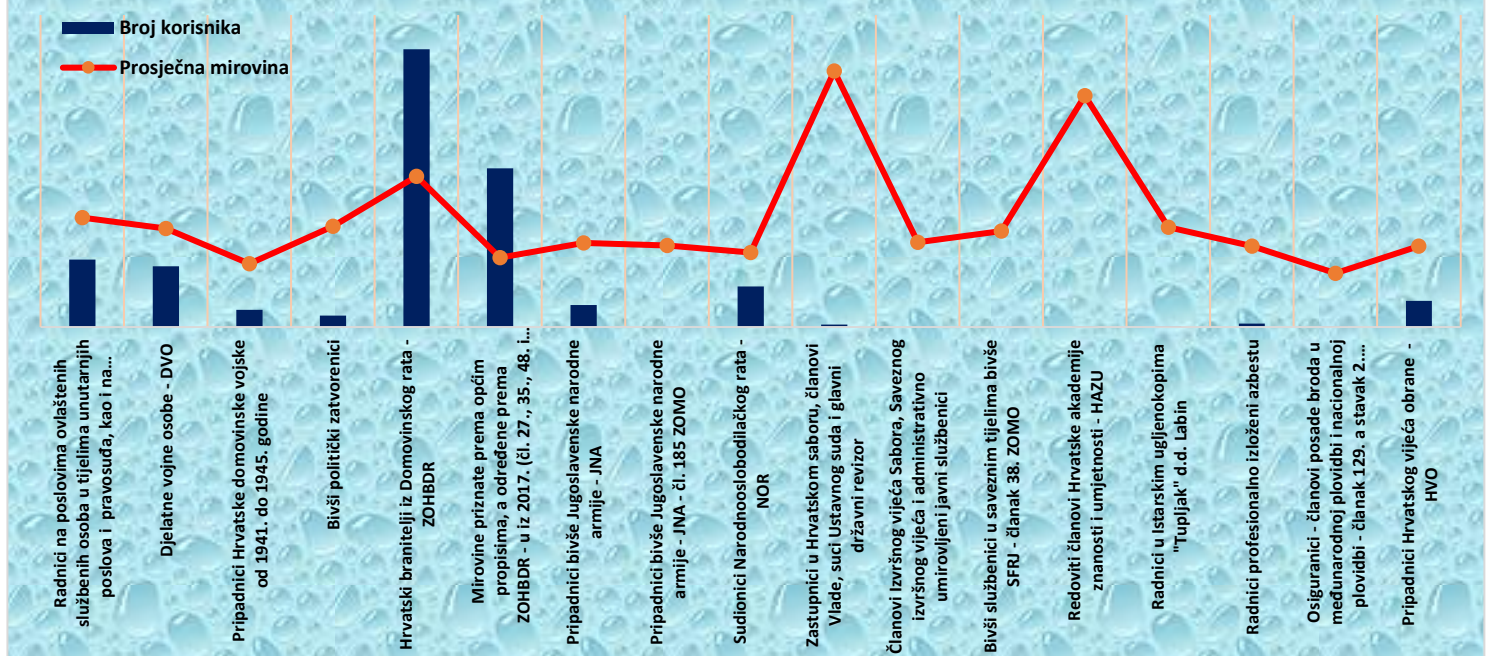 Broj korisnika
Prosječna mirovina
Radnici na poslovima ovlaštenih
službenih osoba u tijelima unutarnjih
poslova i pravosuđa, kao i na...
Djelatne vojne osobe - DVO
Pripadnici Hrvatske domovinske vojske
od 1941. do 1945. godine
Bivši politički zatvorenici
Hrvatski branitelji iz Domovinskog rata -
ZOHBDR
Mirovine priznate prema općim
propisima, a određene prema
ZOHBDR - u iz 2017. (čl. 27., 35., 48. i...
Pripadnici bivše Jugoslavenske narodne
armije - JNA
Pripadnici bivše Jugoslavenske narodne
armije - JNA - čl. 185 ZOMO
Sudionici Narodnooslobodilačkog rata -
NOR
Zastupnici u Hrvatskom saboru, članovi
Vlade, suci Ustavnog suda i glavni
državni revizor
Članovi Izvršnog vijeća Sabora, Saveznog
izvršnog vijeća i administrativno
umirovljeni javni službenici
Bivši službenici u saveznim tijelima bivše
SFRJ - članak 38. ZOMO
Redoviti članovi Hrvatske akademije
znanosti i umjetnosti - HAZU
Radnici u Istarskim ugljenokopima
"Tupljak" d.d. Labin
Radnici profesionalno izloženi azbestu
Osiguranici - članovi posade broda u
međunarodnoj plovidbi i nacionalnoj
plovidbi - članak 129. a stavak 2....
Pripadnici Hrvatskog vijeća obrane -
HVO